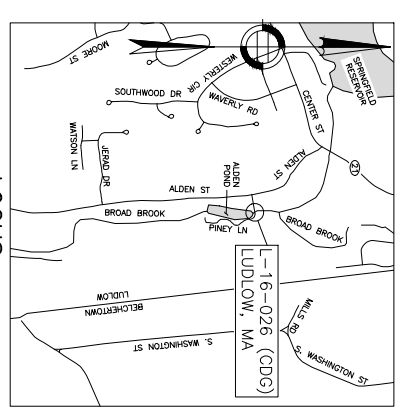 MOORE ST
WESTERLY CIR
SPRINGFIELD
RESERVOIR
SOUTHWOOD DR
WAVERLY RD
CENTER ST
WATSON LN
JERAD DR
ALDEN ST
21
ALDEN
POND
ALDEN ST
BROAD BROOK
PINEY LN
BROAD BROOK
L-16-026 (CDG)
LUDLOW, MA
LUDLOW
BELCHERTOWN
MILLS RD
S. WASHINGTON ST
S. WASHINGTON ST